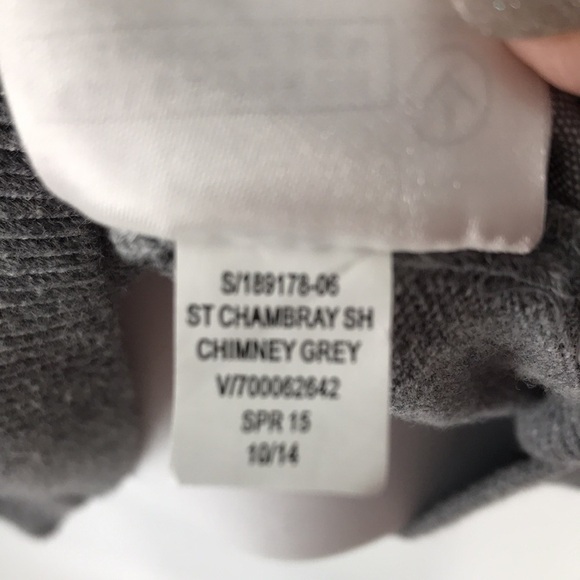 S/189178-06
ST CHAMBRAY SH
CHIMNEY GREY
V/700062642
SPR 15
10/14